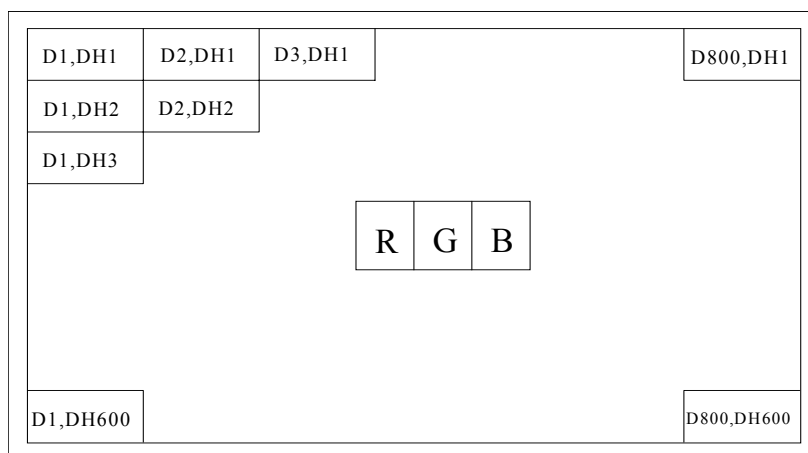 D1,DH1 D2,DH1 D3,DH1 D800,DH1
D1,DH2 D2,DH2
D1,DH3
R G B
D1,DH600 D800,DH600